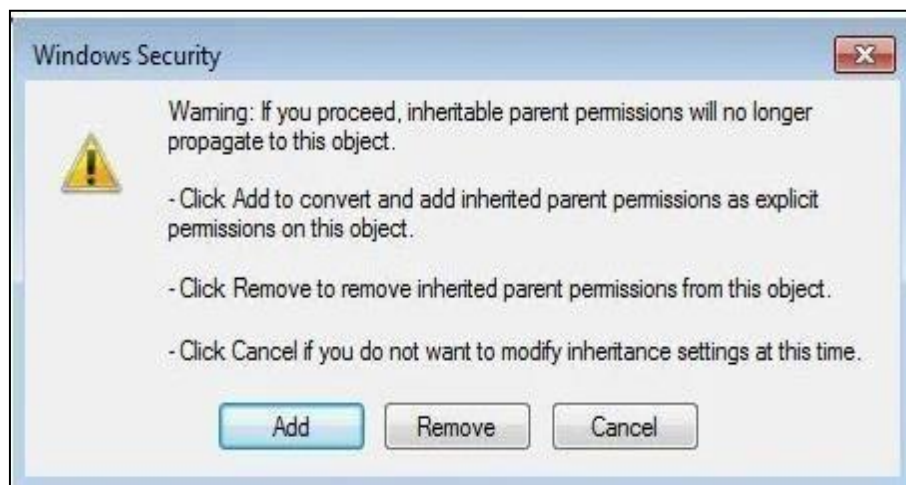 Windows Security
Warning: If you proceed, inheritable parent permissions will no longer
propagate to this object.
- Click Add to convert and add inherited parent permissions as explicit
permissions on this object.
- Click Remove to remove inherited parent permissions from this object.
- Click Cancel if you do not want to modify inheritance settings at this time.
Add
Remove
Cancel